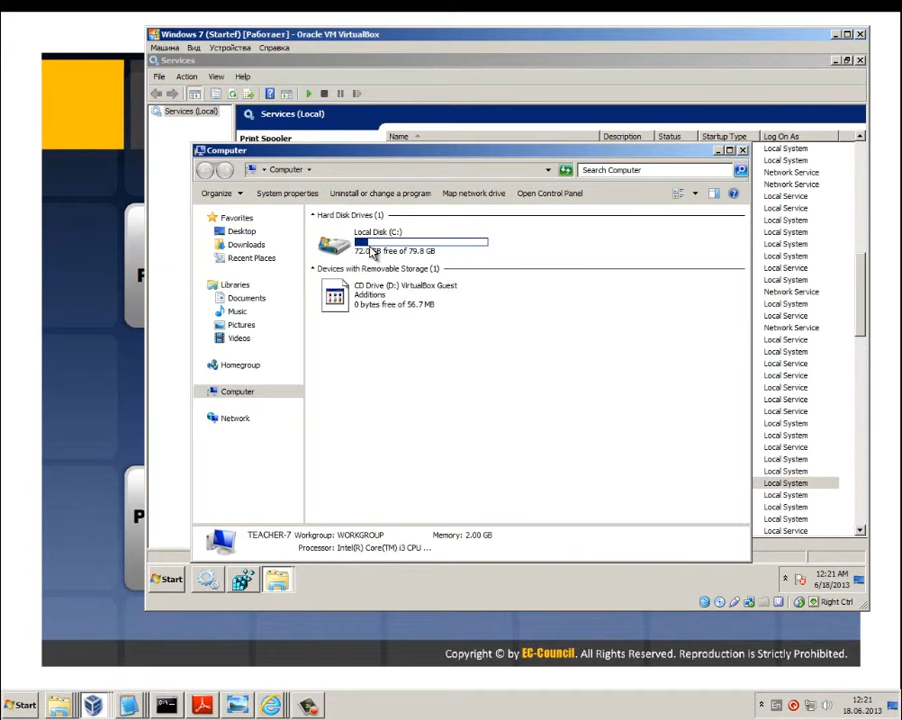 Windows 7 (Startef) [Работает] - Oracle VM VirtualBox
Машина Вид Устройства Справка
Services
File Action View Help
Services (Local)
Services (Local)
Print Spooler
Name Description Status Startup Type Log On As
Computer
Computer
Search Computer
Organize System properties Uninstall or change a program Map network drive Open Control Panel
Favorites
Desktop
Downloads
Recent Places
Libraries
Documents
Music
Pictures
Videos
Homegroup
Computer
Network
Hard Disk Drives (1)
Local Disk (C:)
72.0 GB free of 79.8 GB
Devices with Removable Storage (1)
CD Drive (D:) VirtualBox Guest
Additions
0 bytes free of 56.7 MB
Local System
Local System
Network Service
Network Service
Local Service
Local Service
Local System
Local Service
Local System
Local System
Local Service
Local System
Network Service
Local System
Local Service
Network Service
Local Service
Local System
Local Service
Local Service
Local Service
Local Service
Local Service
Local System
Local System
Local Service
Local System
Local System
Local System
Local System
Local System
Local System
Local Service
TEACHER-7 Workgroup: WORKGROUP Memory: 2.00 GB
Processor: Intel(R) Core(TM) i3 CPU ...
Start
12:21 AM
6/18/2013
Right Ctrl
P
P
Copyright © by EC-Council. All Rights Reserved. Reproduction is Strictly Prohibited.
Start
12:21
18.06.2013